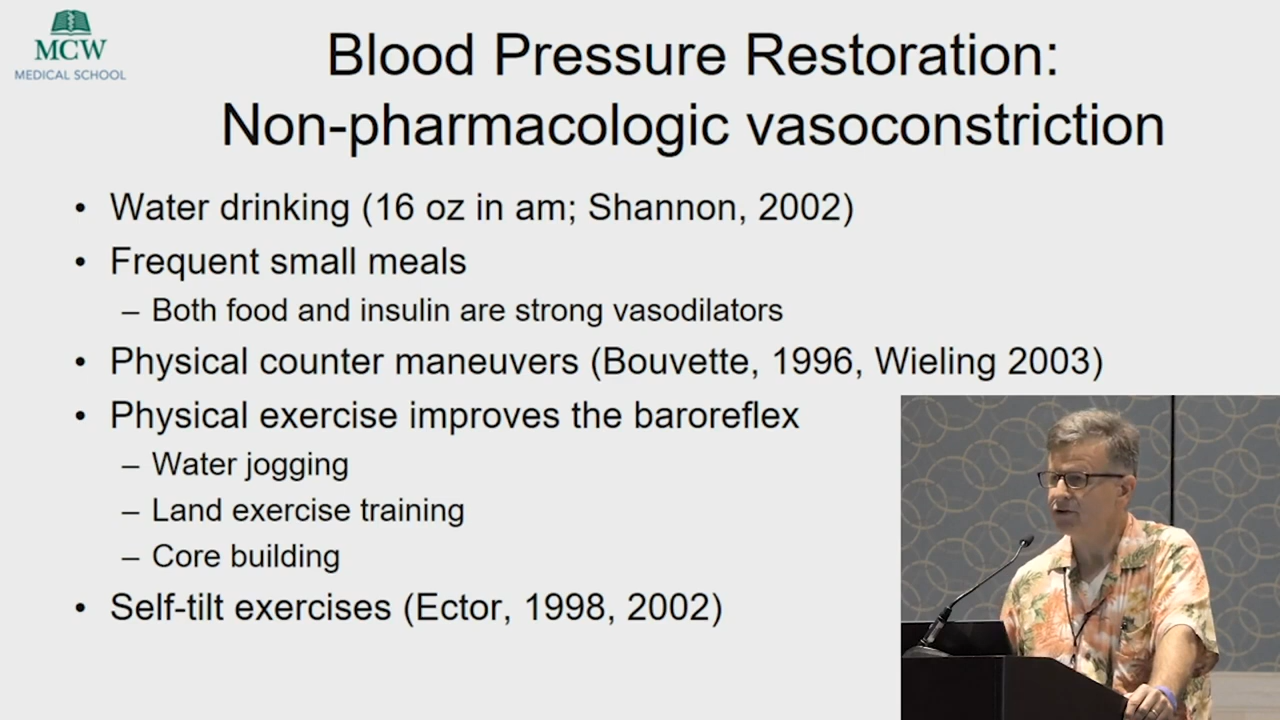 MCW
MEDICAL SCHOOL
Blood Pressure Restoration:
Non-pharmacologic vasoconstriction
• Water drinking (16 oz in am; Shannon, 2002)
• Frequent small meals
– Both food and insulin are strong vasodilators
• Physical counter maneuvers (Bouvette, 1996, Wieling 2003)
• Physical exercise improves the baroreflex
– Water jogging
– Land exercise training
– Core building
• Self-tilt exercises (Ector, 1998, 2002)